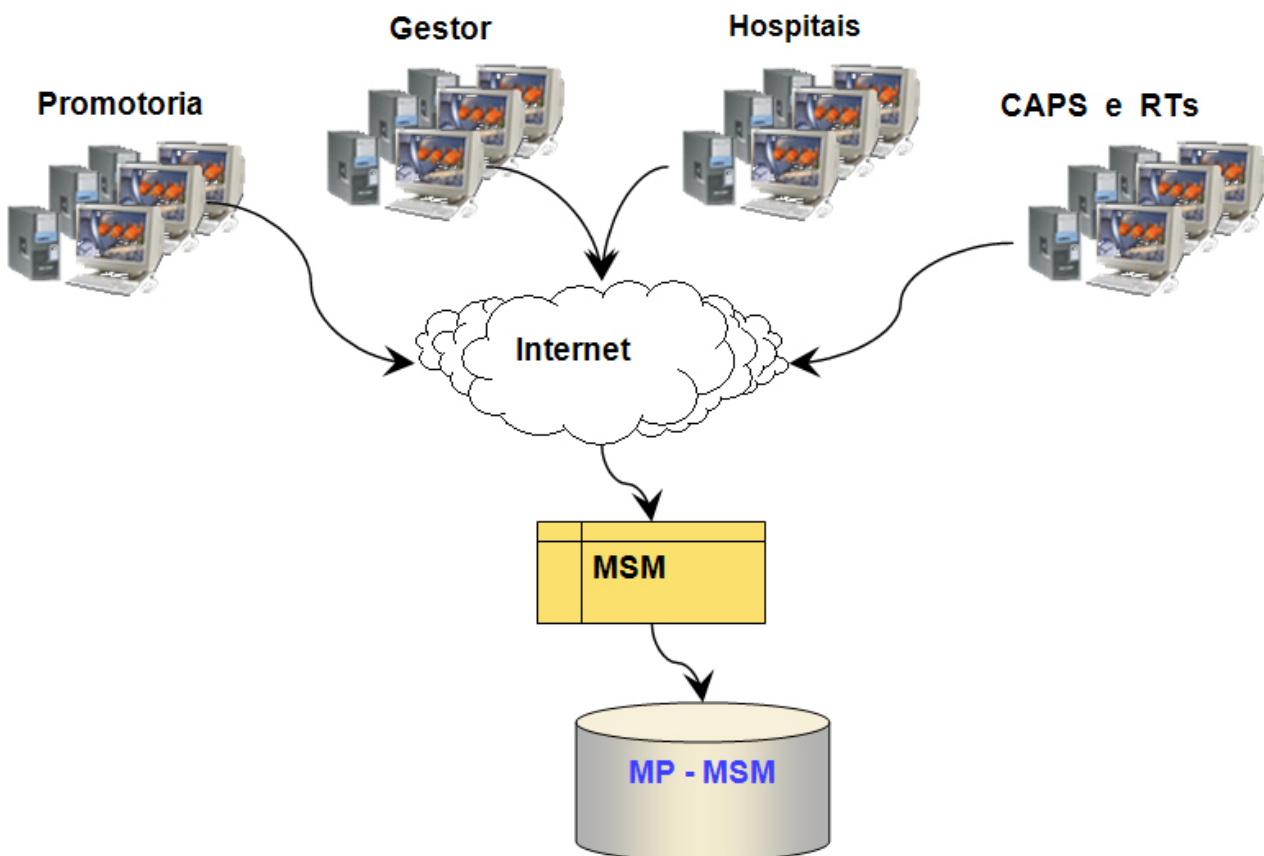 Gestor
Hospitais
Promotoria
CAPS e RTs
Internet
MSM
MP - MSM